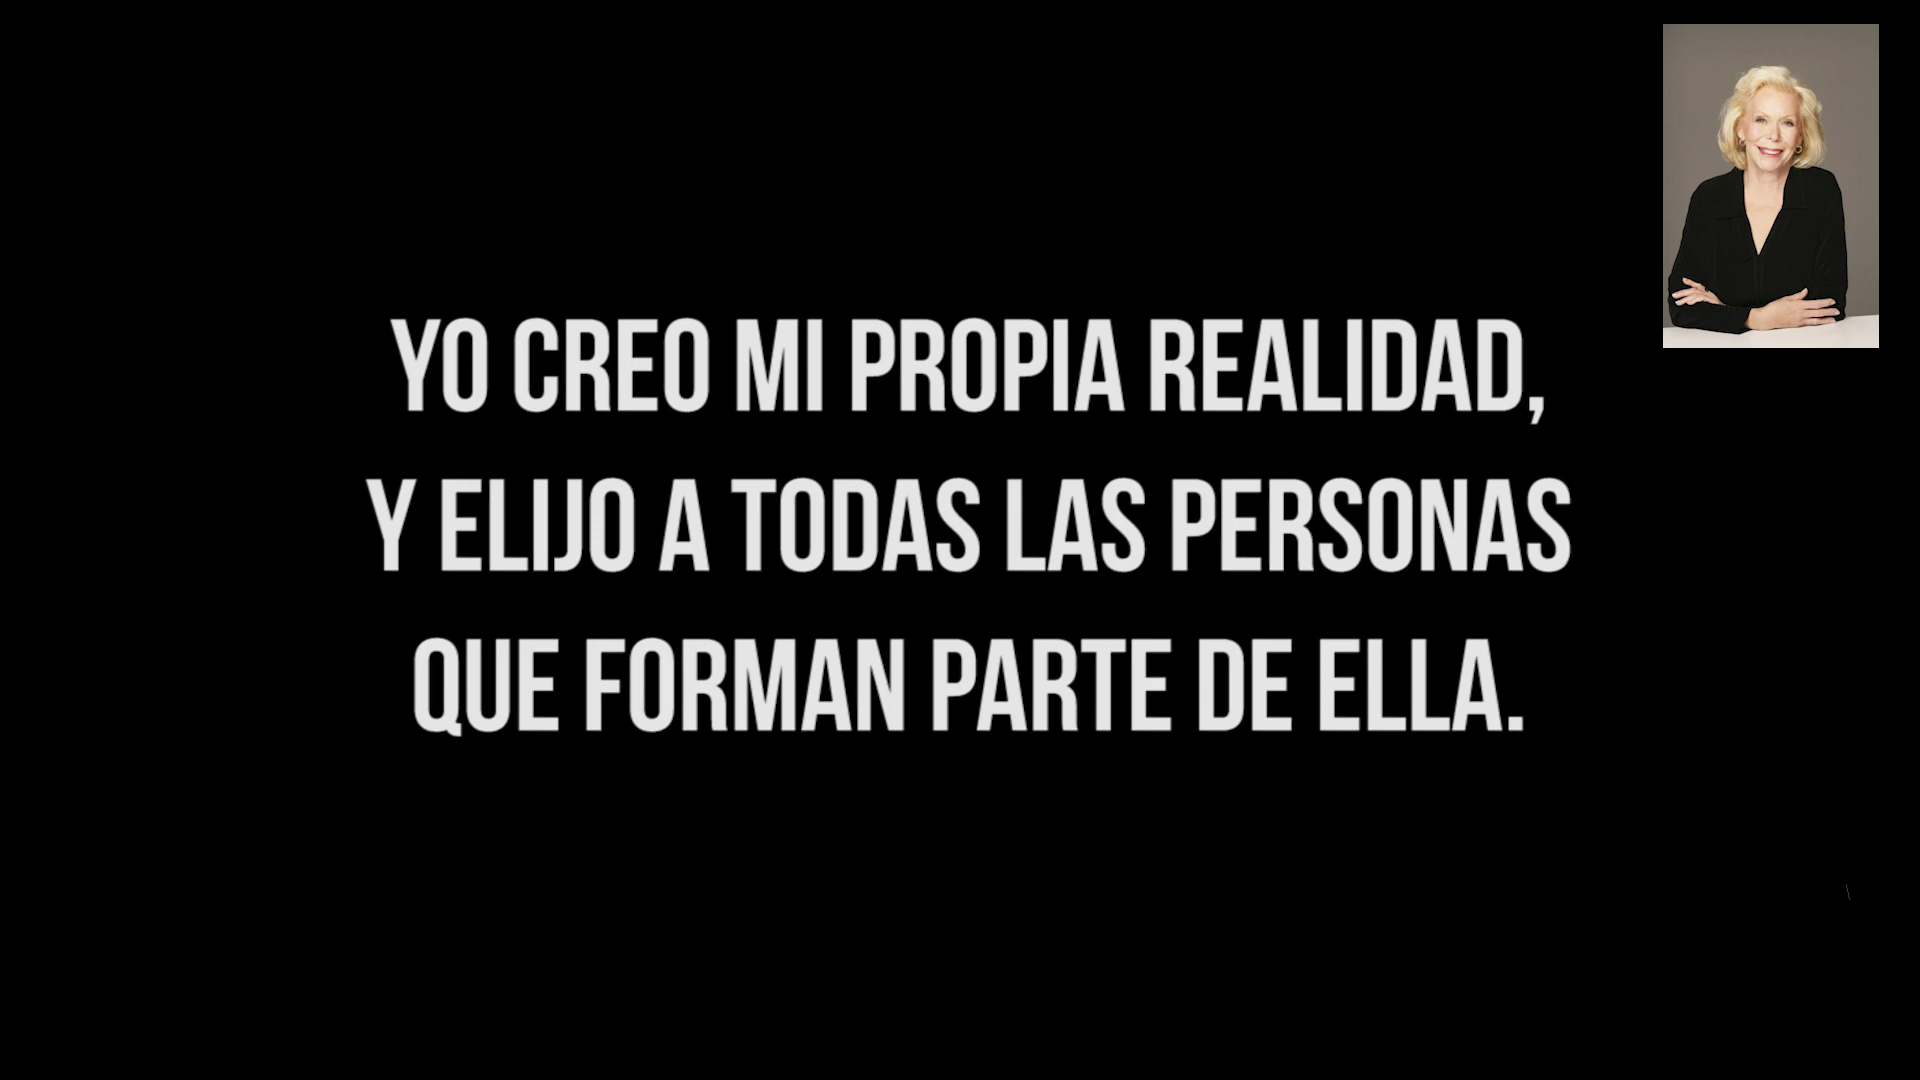 YO CREO MI PROPIA REALIDAD,
Y ELIJO A TODAS LAS PERSONAS
QUE FORMAN PARTE DE ELLA.